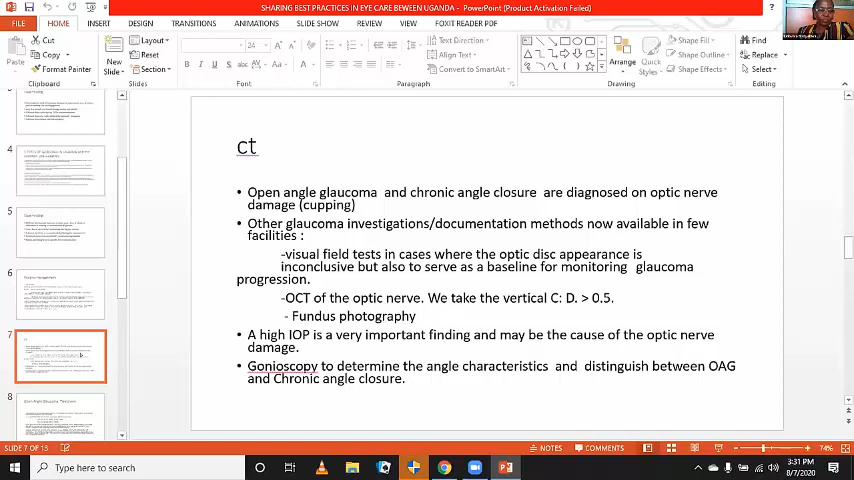 SHARING BEST PRACTICES IN EYE CARE BEWEEN UGANDA - PowerPoint (Product Activation Failed)
FILE HOME INSERT DESIGN TRANSITIONS ANIMATIONS SLIDE SHOW REVIEW VIEW FOXIT READER PDF
Paste
Cut
Copy
Format Painter
Clipboard
New
Slide
Layout
Reset
Section
Slides
24
Font
Text Direction
Align Text
Convert to SmartArt
Paragraph
Arrange
Quick
Styles
Shape Fill
Shape Outline
Shape Effects
Drawing
Find
Replace
Select
Editing
4
5
6
7
8
ct
• Open angle glaucoma and chronic angle closure are diagnosed on optic nerve
damage (cupping)
• Other glaucoma investigations/documentation methods now available in few
facilities :
-visual field tests in cases where the optic disc appearance is
inconclusive but also to serve as a baseline for monitoring glaucoma
progression.
-OCT of the optic nerve. We take the vertical C: D. > 0.5.
- Fundus photography
• A high IOP is a very important finding and may be the cause of the optic nerve
damage.
• Gonioscopy to determine the angle characteristics and distinguish between OAG
and Chronic angle closure.
SLIDE 7 OF 13
NOTES
COMMENTS
74%
Type here to search
3:31 PM
8/7/2020